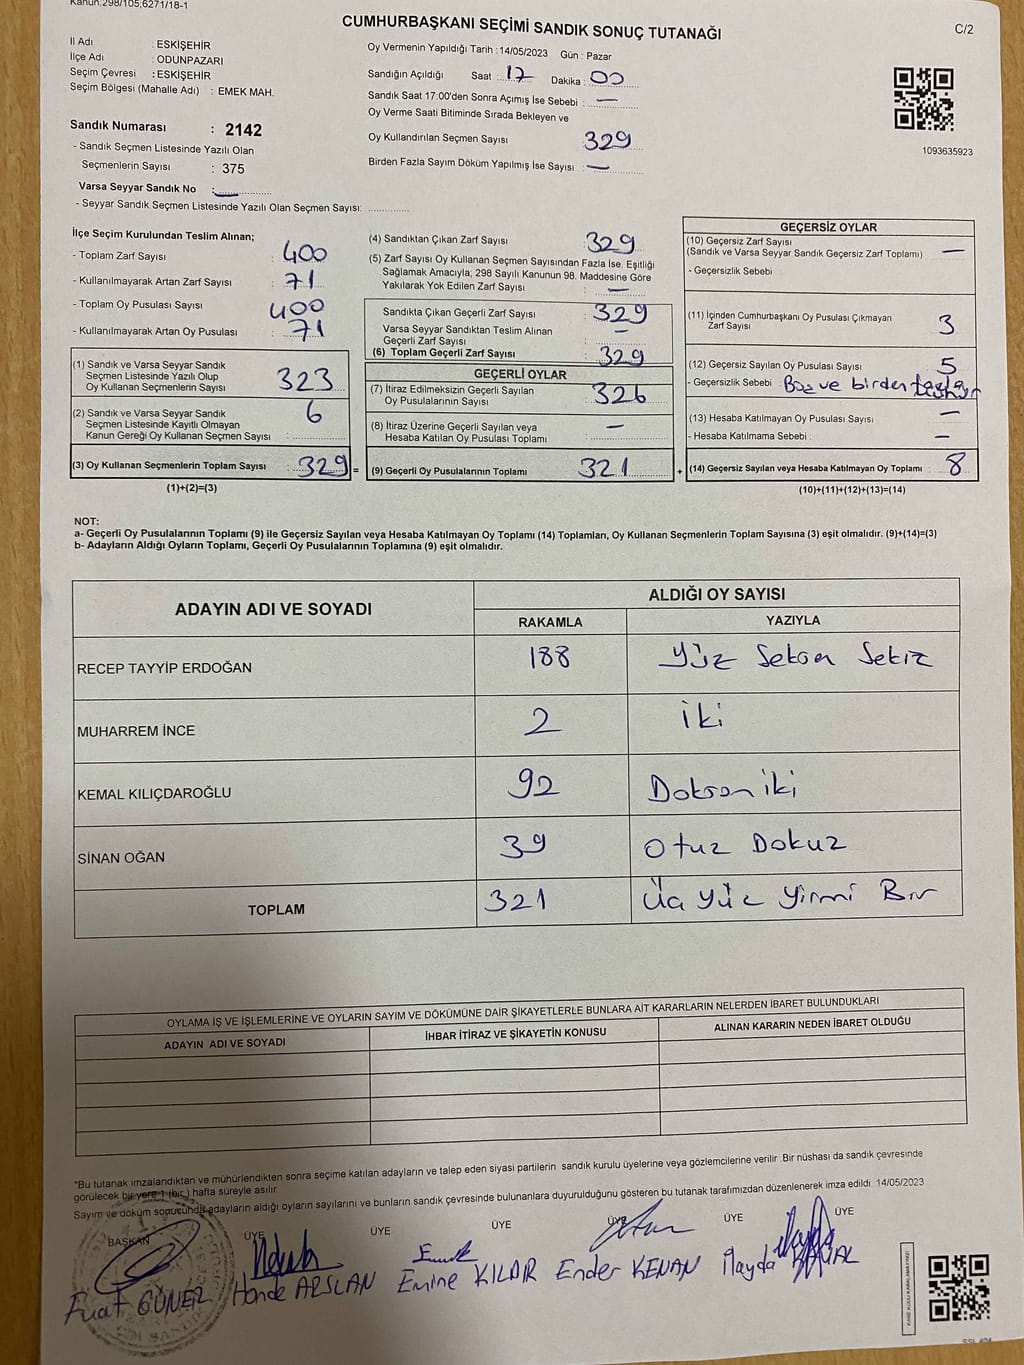 Kanun:298/105,6271/18-1
CUMHURBAŞKANI SEÇİMİ SANDIK SONUÇ TUTANAĞI
C/2
İl Adı : ESKİŞEHİR
İlçe Adı : ODUNPAZARI
Seçim Çevresi : ESKİŞEHİR
Seçim Bölgesi (Mahalle Adı) : EMEK MAH.
Sandık Numarası : 2142
- Sandık Seçmen Listesinde Yazılı Olan
Seçmenlerin Sayısı : 375
Varsa Seyyar Sandık No : —
- Seyyar Sandık Seçmen Listesinde Yazılı Olan Seçmen Sayısı:
Oy Vermenin Yapıldığı Tarih : 14/05/2023 Gün : Pazar
Sandığın Açıldığı Saat : 17 Dakika : 00
Sandık Saat 17:00'den Sonra Açımış İse Sebebi : —
Oy Verme Saati Bitiminde Sırada Bekleyen ve
Oy Kullandırılan Seçmen Sayısı 329
Birden Fazla Sayım Döküm Yapılmış İse Sayısı : —
1093635923
İlçe Seçim Kurulundan Teslim Alınan;
- Toplam Zarf Sayısı : 400
- Kullanılmayarak Artan Zarf Sayısı : 71
- Toplam Oy Pusulası Sayısı : 400
- Kullanılmayarak Artan Oy Pusulası : 71
(1) Sandık ve Varsa Seyyar Sandık
Seçmen Listesinde Yazılı Olup
Oy Kullanan Seçmenlerin Sayısı : 323
(2) Sandık ve Varsa Seyyar Sandık
Seçmen Listesinde Kayıtlı Olmayan
Kanun Gereği Oy Kullanan Seçmen Sayısı : 6
(3) Oy Kullanan Seçmenlerin Toplam Sayısı : 329 =
(1)+(2)=(3)
(4) Sandıktan Çıkan Zarf Sayısı : 329
(5) Zarf Sayısı Oy Kullanan Seçmen Sayısından Fazla İse, Eşitliği
Sağlamak Amacıyla; 298 Sayılı Kanunun 98. Maddesine Göre
Yakılarak Yok Edilen Zarf Sayısı : —
Sandıkta Çıkan Geçerli Zarf Sayısı : 329
Varsa Seyyar Sandıktan Teslim Alınan
Geçerli Zarf Sayısı : —
(6) Toplam Geçerli Zarf Sayısı : 329
GEÇERLİ OYLAR
(7) İtiraz Edilmeksizin Geçerli Sayılan
Oy Pusulalarının Sayısı : 326
(8) İtiraz Üzerine Geçerli Sayılan veya
Hesaba Katılan Oy Pusulası Toplamı : —
(9) Geçerli Oy Pusulalarının Toplamı : 321 +
GEÇERSİZ OYLAR
(10) Geçersiz Zarf Sayısı
(Sandık ve Varsa Seyyar Sandık Geçersiz Zarf Toplamı) : —
- Geçersizlik Sebebi
(11) İçinden Cumhurbaşkanı Oy Pusulası Çıkmayan
Zarf Sayısı : 3
(12) Geçersiz Sayılan Oy Pusulası Sayısı : 5
- Geçersizlik Sebebi : Boş ve birden fazla
(13) Hesaba Katılmayan Oy Pusulası Sayısı : —
- Hesaba Katılmama Sebebi : —
(14) Geçersiz Sayılan veya Hesaba Katılmayan Oy Toplamı : 8
(10)+(11)+(12)+(13)=(14)
NOT:
a- Geçerli Oy Pusulalarının Toplamı (9) ile Geçersiz Sayılan veya Hesaba Katılmayan Oy Toplamı (14) Toplamları, Oy Kullanan Seçmenlerin Toplam Sayısına (3) eşit olmalıdır. (9)+(14)=(3)
b- Adayların Aldığı Oyların Toplamı, Geçerli Oy Pusulalarının Toplamına (9) eşit olmalıdır.
ADAYIN ADI VE SOYADI ALDIĞI OY SAYISI
RAKAMLA YAZIYLA
RECEP TAYYİP ERDOĞAN 188 Yüz Seksen Sekiz
MUHARREM İNCE 2 İki
KEMAL KILIÇDAROĞLU 92 Doksan iki
SİNAN OĞAN 39 Otuz Dokuz
TOPLAM 321 Üç Yüz Yirmi Bir
OYLAMA İŞ VE İŞLEMLERİNE VE OYLARIN SAYIM VE DÖKÜMÜNE DAİR ŞİKAYETLERLE BUNLARA AİT KARARLARIN NELERDEN İBARET BULUNDUKLARI
ADAYIN ADI VE SOYADI İHBAR İTİRAZ VE ŞİKAYETİN KONUSU ALINAN KARARIN NEDEN İBARET OLDUĞU
*Bu tutanak imzalandıktan ve mühürlendikten sonra seçime katılan adayların ve talep eden siyasi partilerin sandık kurulu üyelerine veya gözlemcilerine verilir .Bir nüshası da sandık çevresinde
görülecek bir yere 1 (bir ) hafta süreyle asılır
Sayım ve döküm sonucunda adayların aldığı oyların sayılarını ve bunların sandık çevresinde bulunanlara duyurulduğunu gösteren bu tutanak tarafımızdan düzenlenerek imza edildi. 14/05/2023
BAŞKAN ÜYE ÜYE ÜYE ÜYE ÜYE ÜYE
Fuat GÜNER Hande ARSLAN Emine KILDIR Ender KENAN İlayda